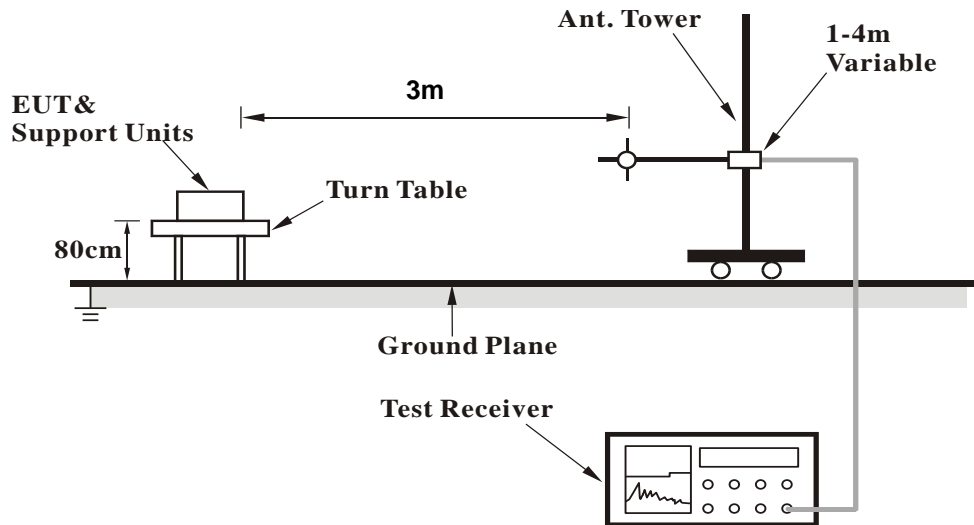 Ant. Tower
1-4m
Variable
3m
EUT&
Support Units
Turn Table
80cm
Ground Plane
Test Receiver